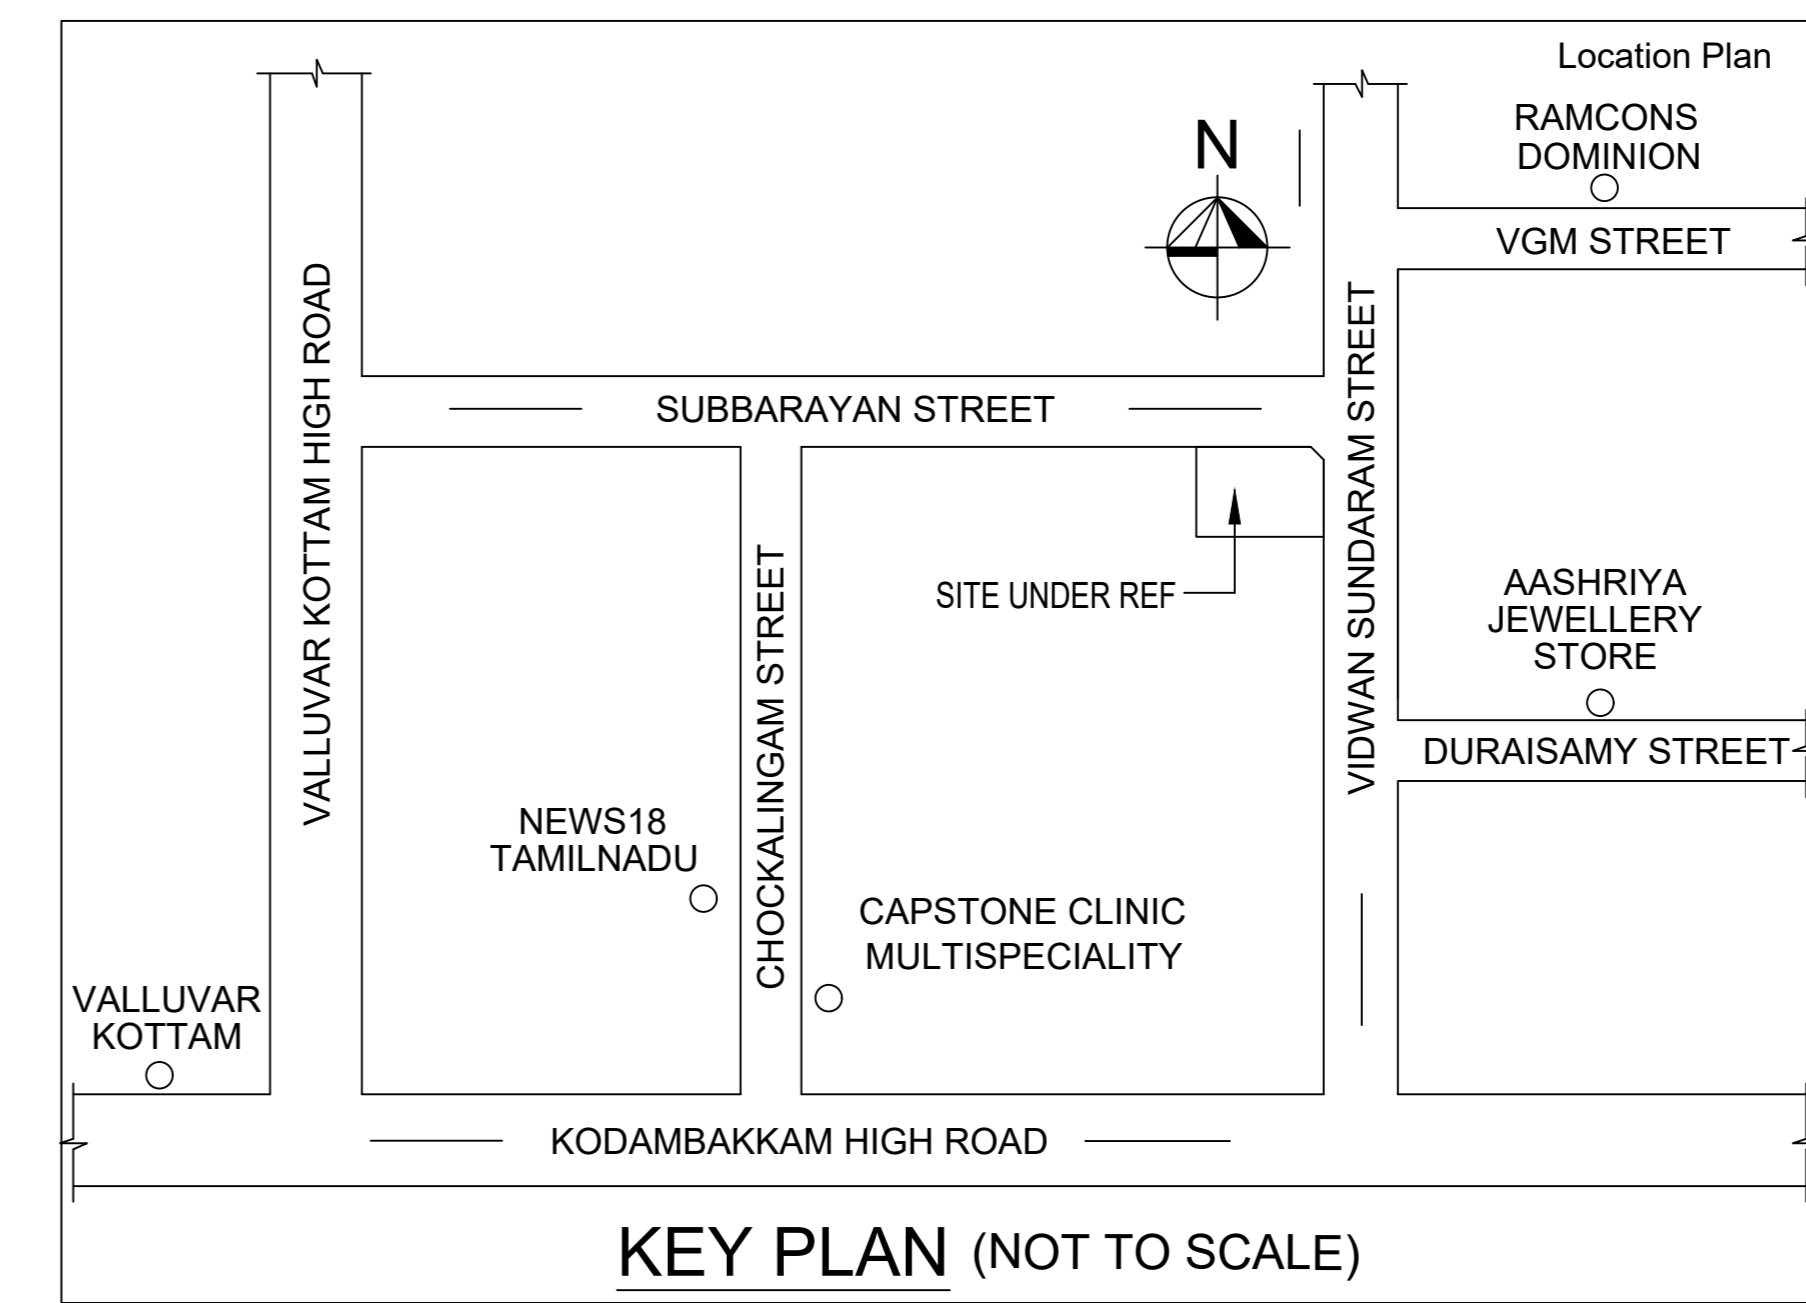 Location Plan
RAMCONS
DOMINION
N
VGM STREET
VALLUVAR KOTTAM HIGH ROAD
SUBBARAYAN STREET
VIDWAN SUNDARAM STREET
SITE UNDER REF
CHOCKALINGAM STREET
AASHRIYA
JEWELLERY
STORE
DURAISAMY STREET
NEWS18
TAMILNADU
CAPSTONE CLINIC
MULTISPECIALITY
VALLUVAR
KOTTAM
KODAMBAKKAM HIGH ROAD
KEY PLAN (NOT TO SCALE)